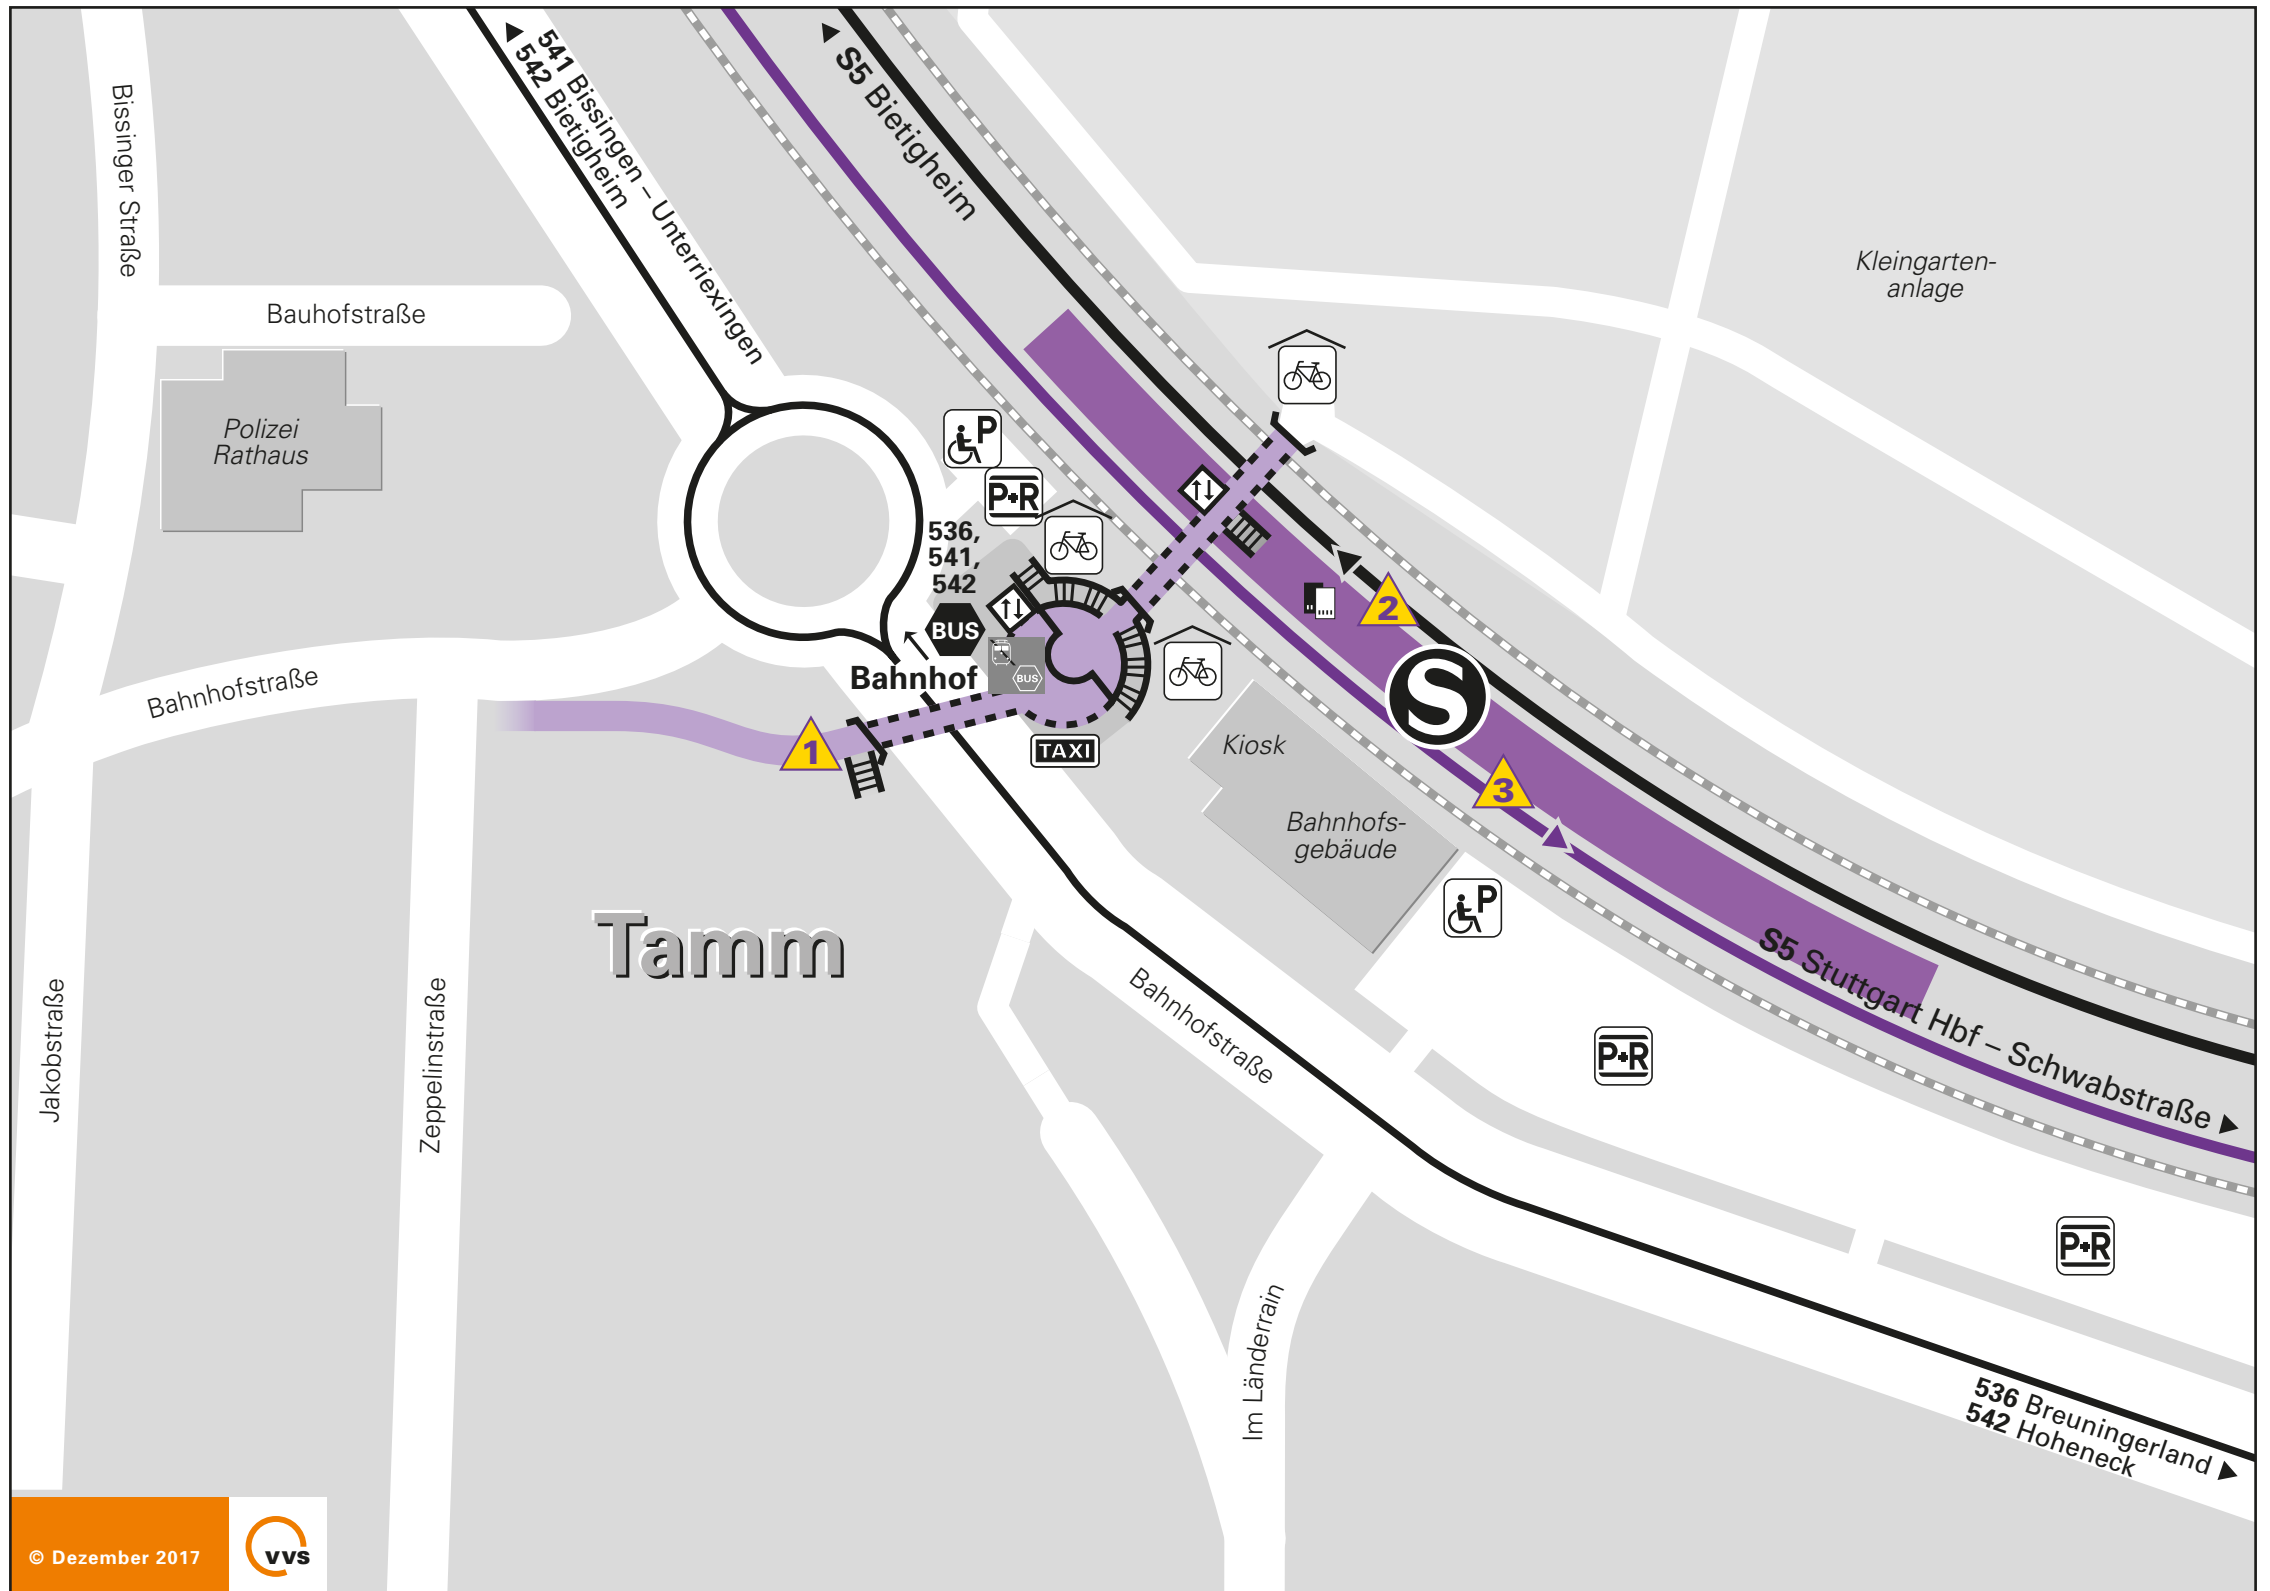 541 Bissingen – Unterriexingen
542 Bietigheim
S5 Bietigheim
Bissinger Straße
Bauhofstraße
Polizei
Rathaus
Kleingarten-
anlage
P
P+R
536,
541,
542
BUS
Bahnhof
BUS
TAXI
1
2
S
3
Kiosk
Bahnhofs-
gebäude
P
Bahnhofstraße
Tamm
Jakobstraße
Zeppelinstraße
Bahnhofstraße
S5 Stuttgart Hbf – Schwabstraße
P+R
P+R
Im Länderrain
536 Breuningerland
542 Hoheneck
© Dezember 2017
vvs